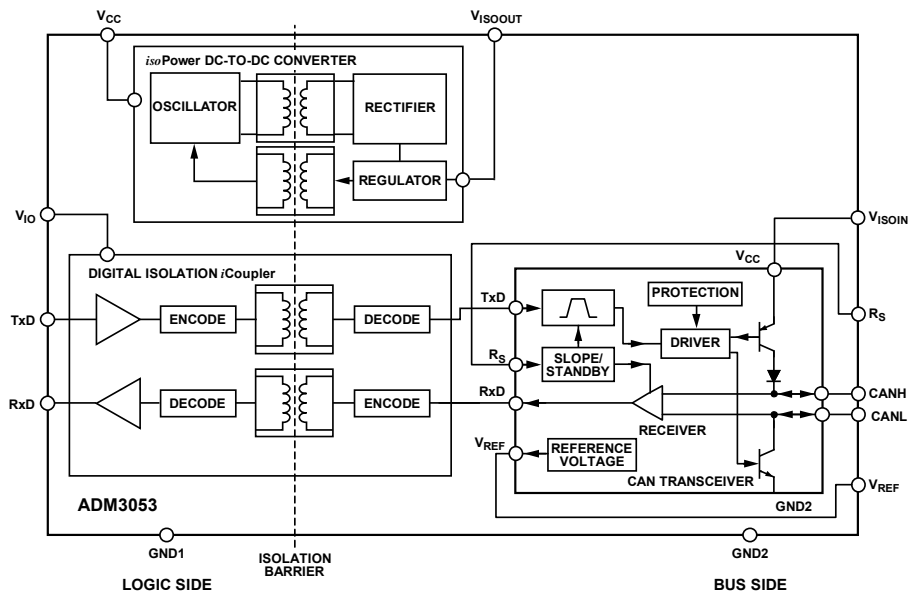 VCC
VISOOUT
isoPower DC-TO-DC CONVERTER
OSCILLATOR
RECTIFIER
REGULATOR
VIO
VISOIN
DIGITAL ISOLATION iCoupler
VCC
TxD
ENCODE
DECODE
TxD
PROTECTION
DRIVER
RS
RS
SLOPE/
STANDBY
RxD
DECODE
ENCODE
RxD
RECEIVER
CANH
CANL
VREF
REFERENCE
VOLTAGE
CAN TRANSCEIVER
VREF
GND2
ADM3053
GND1
ISOLATION
BARRIER
GND2
LOGIC SIDE
BUS SIDE